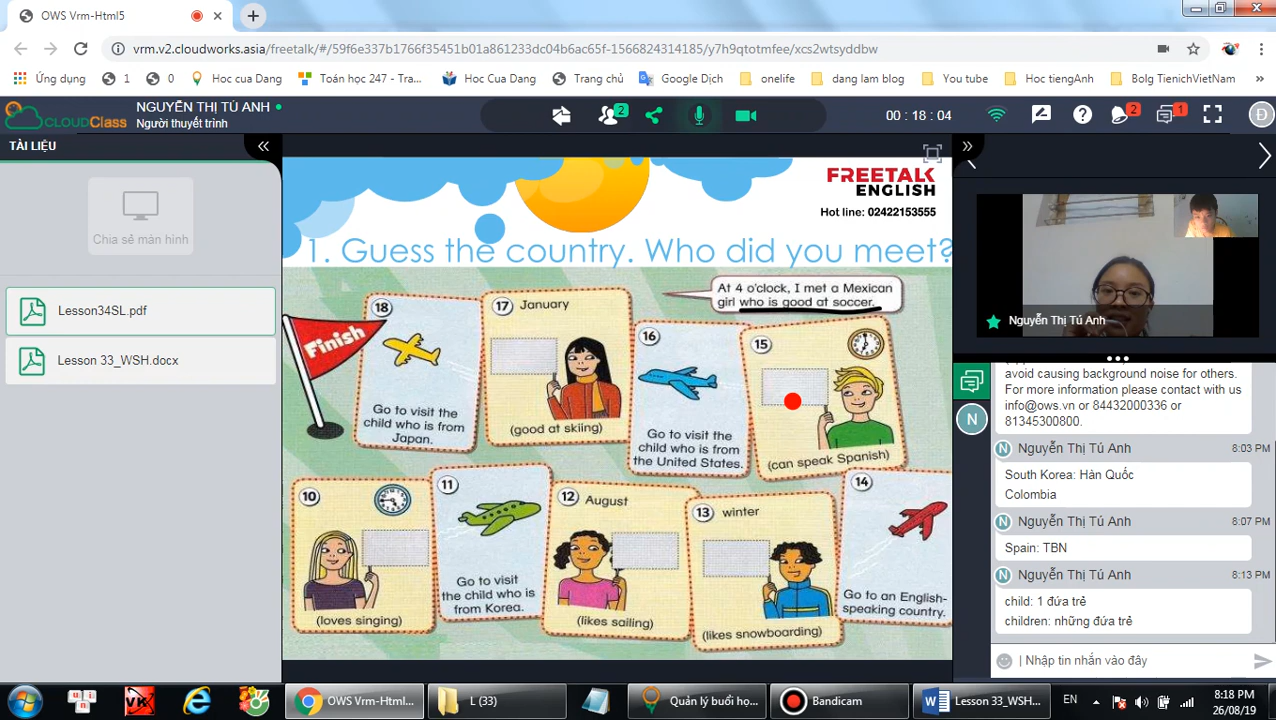 OWS Vrm-Html5
vrm.v2.cloudworks.asia/freetalk/#/59f6e337b1766f35451b01a861233dc04b6ac65f-1566824314185/y7h9qtotmfee/xcs2wtsyddbw
Ứng dụng
1
0
Hoc cua Dang
Toán học 247 - Tra...
Hoc Cua Dang
Trang chủ
Google Dịch
onelife
dang lam blog
You tube
Hoc tiengAnh
Bolg TienichVietNam
»
CLOUDClass
NGUYỄN THỊ TÚ ANH
Người thuyết trình
2
00 : 18 : 04
2
1
Đ
TÀI LIỆU
Chia sẻ màn hình
Lesson34SL.pdf
Lesson 33_WSH.docx
FREETALK
ENGLISH
Hot line: 02422153555
1. Guess the country. Who did you meet?
At 4 o'clock, I met a Mexican
girl who is good at soccer.
Finish
18
Go to visit the
child who is from
Japan.
17 January
(good at skiing)
16
Go to visit the
child who is from
the United States.
15
(can speak Spanish)
10
(loves singing)
11
Go to visit
the child who is
from Korea.
12 August
(likes sailing)
13 winter
(likes snowboarding)
14
Go to an English-
speaking country.
Nguyễn Thị Tú Anh
avoid causing background noise for others.
For more information please contact with us
info@ows.vn or 84432000336 or
81345300800.
N
N Nguyễn Thị Tú Anh 8:03 PM
South Korea: Hàn Quốc
Colombia
N Nguyễn Thị Tú Anh 8:07 PM
Spain: TBN
N Nguyễn Thị Tú Anh 8:13 PM
child: 1 đứa trẻ
children: những đứa trẻ
Nhập tin nhắn vào đây
OWS Vrm-Html...
L (33)
Quản lý buổi họ...
Bandicam
Lesson 33_WSH...
EN
8:18 PM
26/08/19